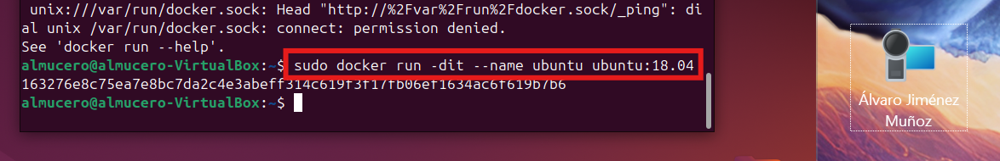 unix:///var/run/docker.sock: Head "http://%2Fvar%2Frun%2Fdocker.sock/_ping": di
al unix /var/run/docker.sock: connect: permission denied.
See 'docker run --help'.
almucero@almucero-VirtualBox:~$ sudo docker run -dit --name ubuntu ubuntu:18.04
163276e8c75ea7e8bc7da2c4e3abeff314c619f3f17fb06ef1634ac6f619b7b6
almucero@almucero-VirtualBox:~$
Álvaro Jiménez
Muñoz